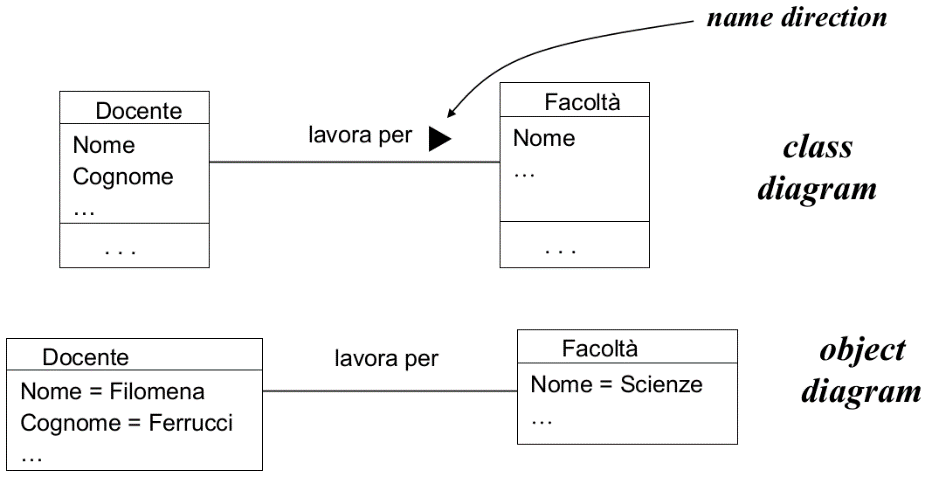 name direction
Docente
Nome
Cognome
…
. . .
lavora per
Facoltà
Nome
…
. . .
class
diagram
Docente
Nome = Filomena
Cognome = Ferrucci
…
lavora per
Facoltà
Nome = Scienze
…
object
diagram